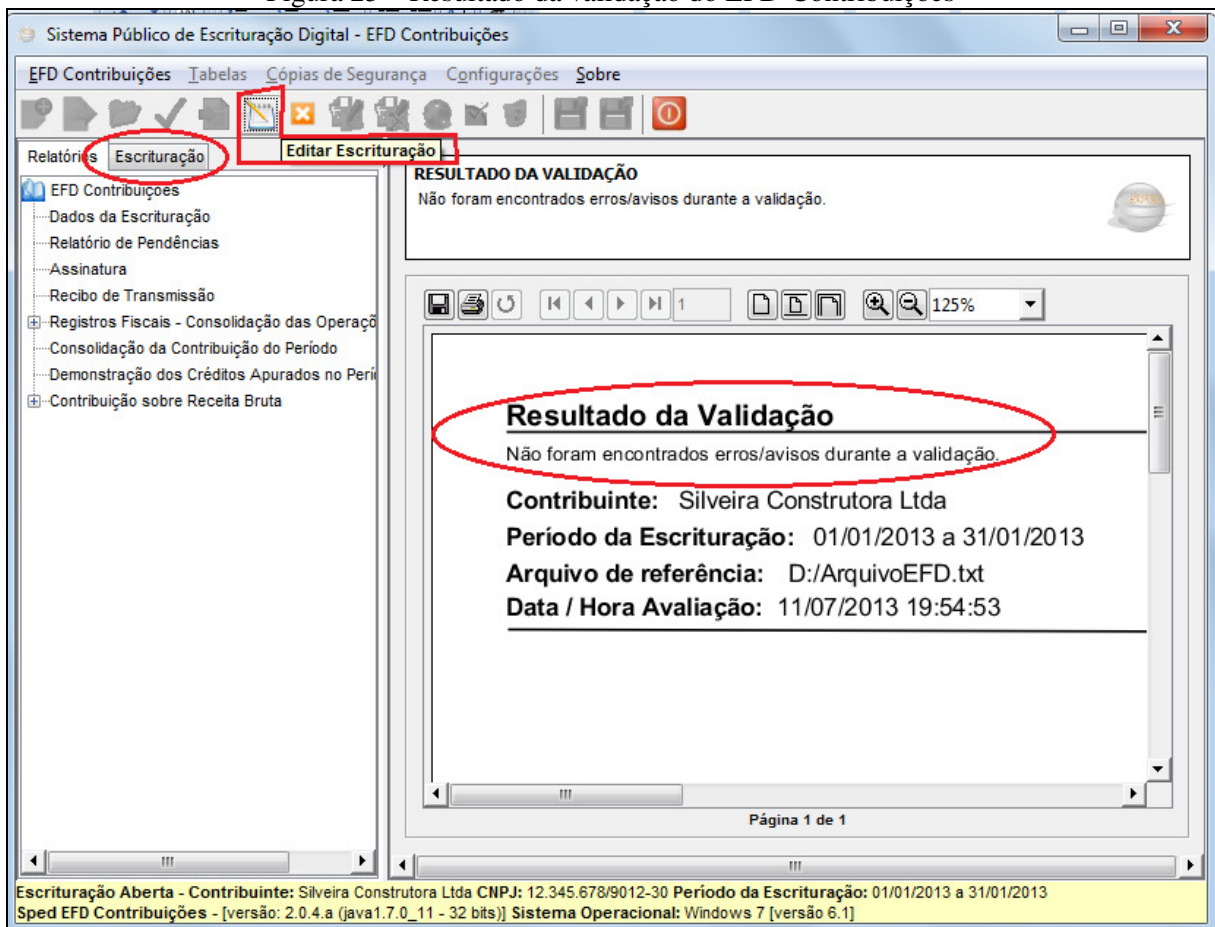 Sistema Público de Escrituração Digital - EFD Contribuições
EFD Contribuições Tabelas Cópias de Segurança Configurações Sobre
Editar Escrituração
Relatórios Escrituração
EFD Contribuições
Dados da Escrituração
Relatório de Pendências
Assinatura
Recibo de Transmissão
Registros Fiscais - Consolidação das Operaçõ
Consolidação da Contribuição do Período
Demonstração dos Créditos Apurados no Perí
Contribuição sobre Receita Bruta
RESULTADO DA VALIDAÇÃO
Não foram encontrados erros/avisos durante a validação.
1 125%
Resultado da Validação
Não foram encontrados erros/avisos durante a validação.
Contribuinte: Silveira Construtora Ltda
Período da Escrituração: 01/01/2013 a 31/01/2013
Arquivo de referência: D:/ArquivoEFD.txt
Data / Hora Avaliação: 11/07/2013 19:54:53
Página 1 de 1
Escrituração Aberta - Contribuinte: Silveira Construtora Ltda CNPJ: 12.345.678/9012-30 Período da Escrituração: 01/01/2013 a 31/01/2013
Sped EFD Contribuições - [versão: 2.0.4.a (java1.7.0_11 - 32 bits)] Sistema Operacional: Windows 7 [versão 6.1]